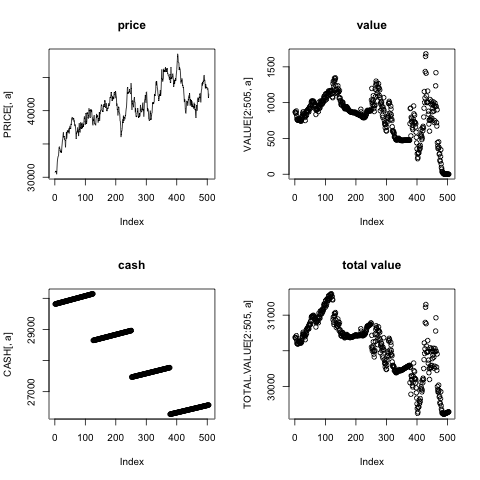 price
PRICE[, a]
30000
40000
0
100
200
300
400
500
Index
value
VALUE[2:505, a]
0
500
1000
1500
0
100
200
300
400
500
Index
cash
CASH[, a]
27000
29000
0
100
200
300
400
500
Index
total value
TOTAL.VALUE[2:505, a]
30000
31000
0
100
200
300
400
500
Index